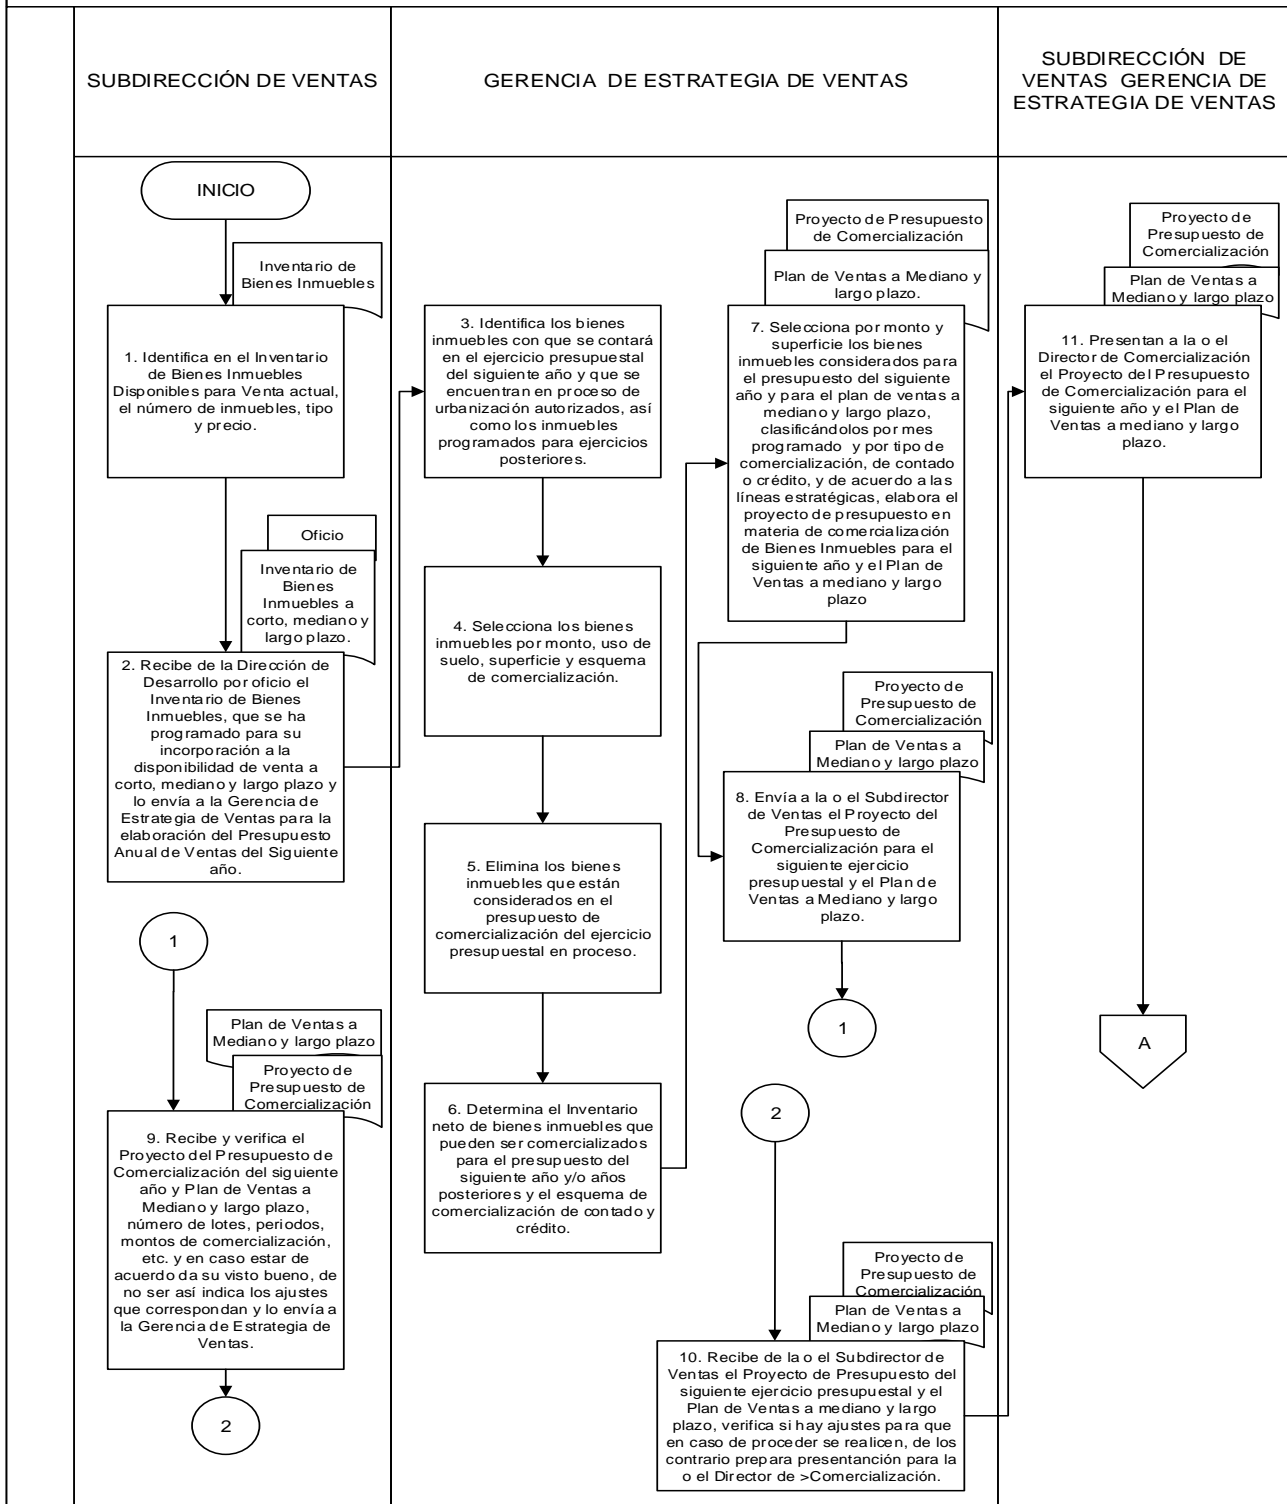 SUBDIRECCIÓN DE VENTAS
GERENCIA DE ESTRATEGIA DE VENTAS
SUBDIRECCIÓN DE
VENTAS GERENCIA DE
ESTRATEGIA DE VENTAS
INICIO
Inventario de
Bienes Inmuebles
1. Identifica en el Inventario
de Bienes Inmuebles
Disponibles para Venta actual,
el número de inmuebles, tipo
y precio.
Oficio
Inventario de
Bienes
Inmuebles a
corto, mediano y
largo plazo.
2. Recibe de la Dirección de
Desarrollo por oficio el
Inventario de Bienes
Inmuebles, que se ha
programado para su
incorporación a la
disponibilidad de venta a
corto, mediano y largo plazo y
lo envía a la Gerencia de
Estrategia de Ventas para la
elaboración del Presupuesto
Anual de Ventas del Siguiente
año.
1
Plan de Ventas a
Mediano y largo plazo
Proyecto de
Presupuesto de
Comercialización
9. Recibe y verifica el
Proyecto del Presupuesto de
Comercialización del siguiente
año y Plan de Ventas a
Mediano y largo plazo,
número de lotes, periodos,
montos de comercialización,
etc. y en caso estar de
acuerdo da su visto bueno, de
no ser así indica los ajustes
que correspondan y lo envía a
la Gerencia de Estrategia de
Ventas.
2
3. Identifica los bienes
inmuebles con que se contará
en el ejercicio presupuestal
del siguiente año y que se
encuentran en proceso de
urbanización autorizados, así
como los inmuebles
programados para ejercicios
posteriores.
4. Selecciona los bienes
inmuebles por monto, uso de
suelo, superficie y esquema
de comercialización.
5. Elimina los bienes
inmuebles que están
considerados en el
presupuesto de
comercialización del ejercicio
presupuestal en proceso.
6. Determina el Inventario
neto de bienes inmuebles que
pueden ser comercializados
para el presupuesto del
siguiente año y/o años
posteriores y el esquema de
comercialización de contado y
crédito.
Proyecto de Presupuesto
de Comercialización
Plan de Ventas a Mediano y
largo plazo.
7. Selecciona por monto y
superficie los bienes
inmuebles considerados para
el presupuesto del siguiente
año y para el plan de ventas a
mediano y largo plazo,
clasificándolos por mes
programado y por tipo de
comercialización, de contado
o crédito, y de acuerdo a las
líneas estratégicas, elabora el
proyecto de presupuesto en
materia de comercialización
de Bienes Inmuebles para el
siguiente año y el Plan de
Ventas a mediano y largo
plazo
Proyecto de
Presupuesto de
Comercialización
Plan de Ventas a
Mediano y largo plazo
8. Envía a la o el Subdirector
de Ventas el Proyecto del
Presupuesto de
Comercialización para el
siguiente ejercicio
presupuestal y el Plan de
Ventas a Mediano y largo
plazo.
1
2
Proyecto de
Presupuesto de
Comercialización
Plan de Ventas a
Mediano y largo plazo
10. Recibe de la o el Subdirector de
Ventas el Proyecto de Presupuesto del
siguiente ejercicio presupuestal y el
Plan de Ventas a mediano y largo
plazo, verifica si hay ajustes para que
en caso de proceder se realicen, de los
contrario prepara presentanción para la
o el Director de >Comercialización.
Proyecto de
Presupuesto de
Comercialización
Plan de Ventas a
Mediano y largo plazo
11. Presentan a la o el
Director de Comercialización
el Proyecto del Presupuesto
de Comercialización para el
siguiente año y el Plan de
Ventas a mediano y largo
plazo.
A